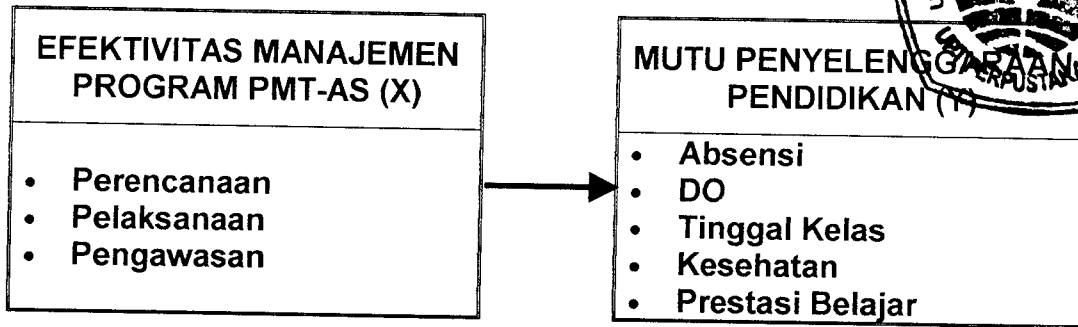 EFEKTIVITAS MANAJEMEN
PROGRAM PMT-AS (X)
• Perencanaan
• Pelaksanaan
• Pengawasan
MUTU PENYELENGGARAAN
PENDIDIKAN (Y)
• Absensi
• DO
• Tinggal Kelas
• Kesehatan
• Prestasi Belajar